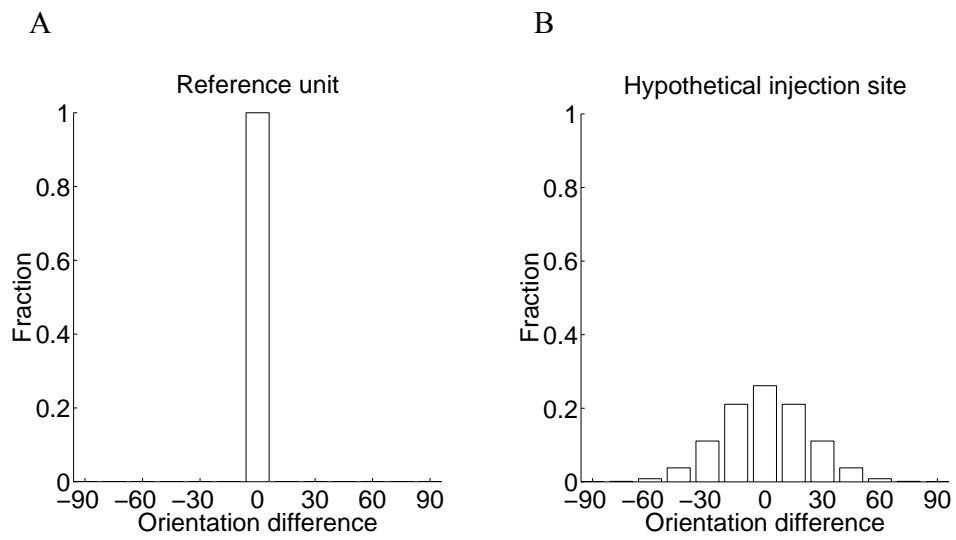 A
Reference unit
1
0.8
0.6
0.4
0.2
0
Fraction
−90 −60 −30 0 30 60 90
Orientation difference
B
Hypothetical injection site
1
0.8
0.6
0.4
0.2
0
Fraction
−90 −60 −30 0 30 60 90
Orientation difference